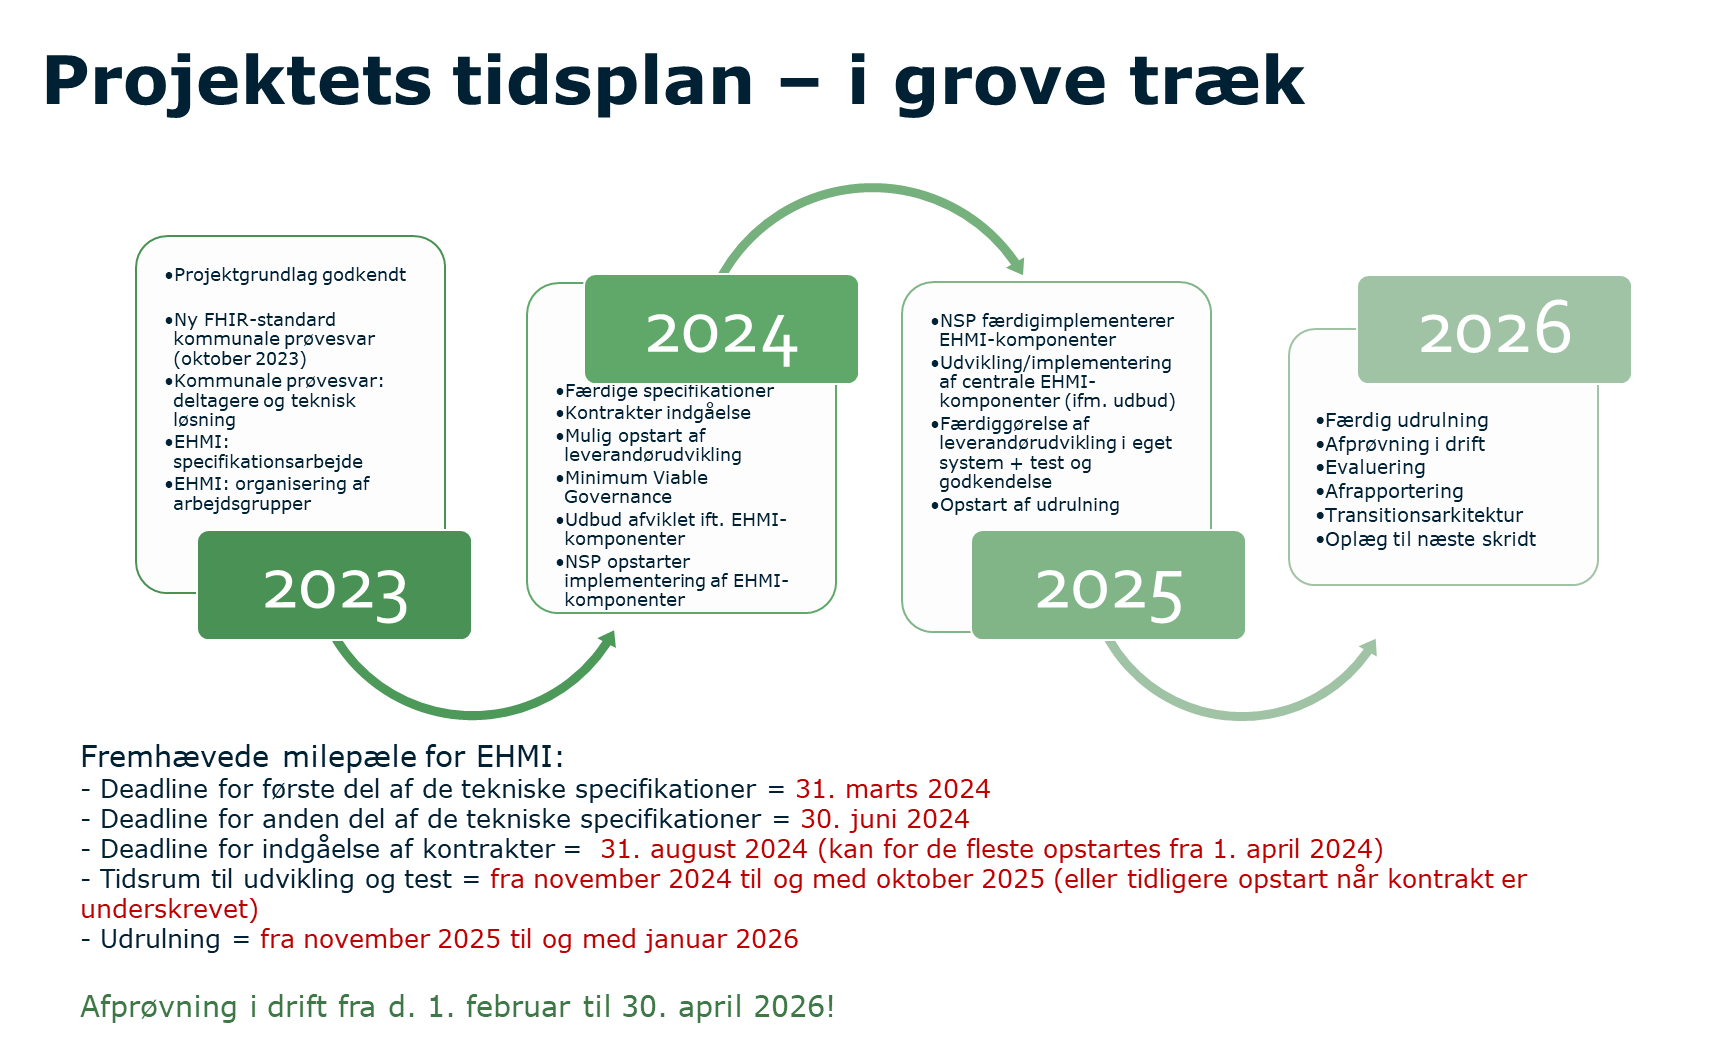 Projektets tidsplan – i grove træk
•Projektgrundlag godkendt
•Ny FHIR-standard
kommunale prøvesvar
(oktober 2023)
•Kommunale prøvesvar:
deltagere og teknisk
løsning
•EHMI:
specifikationsarbejde
•EHMI: organisering af
arbejdsgrupper
2023
2024
•Færdige specifikationer
•Kontrakter indgåelse
•Mulig opstart af
leverandørudvikling
•Minimum Viable
Governance
•Udbud afviklet ift. EHMI-
komponenter
•NSP opstarter
implementering af EHMI-
komponenter
•NSP færdigimplementerer
EHMI-komponenter
•Udvikling/implementering
af centrale EHMI-
komponenter (ifm. udbud)
•Færdiggørelse af
leverandørudvikling i eget
system + test og
godkendelse
•Opstart af udrulning
2025
2026
•Færdig udrulning
•Afprøvning i drift
•Evaluering
•Afrapportering
•Transitionsarkitektur
•Oplæg til næste skridt
Fremhævede milepæle for EHMI:
- Deadline for første del af de tekniske specifikationer = 31. marts 2024
- Deadline for anden del af de tekniske specifikationer = 30. juni 2024
- Deadline for indgåelse af kontrakter = 31. august 2024 (kan for de fleste opstartes fra 1. april 2024)
- Tidsrum til udvikling og test = fra november 2024 til og med oktober 2025 (eller tidligere opstart når kontrakt er
underskrevet)
- Udrulning = fra november 2025 til og med januar 2026
Afprøvning i drift fra d. 1. februar til 30. april 2026!